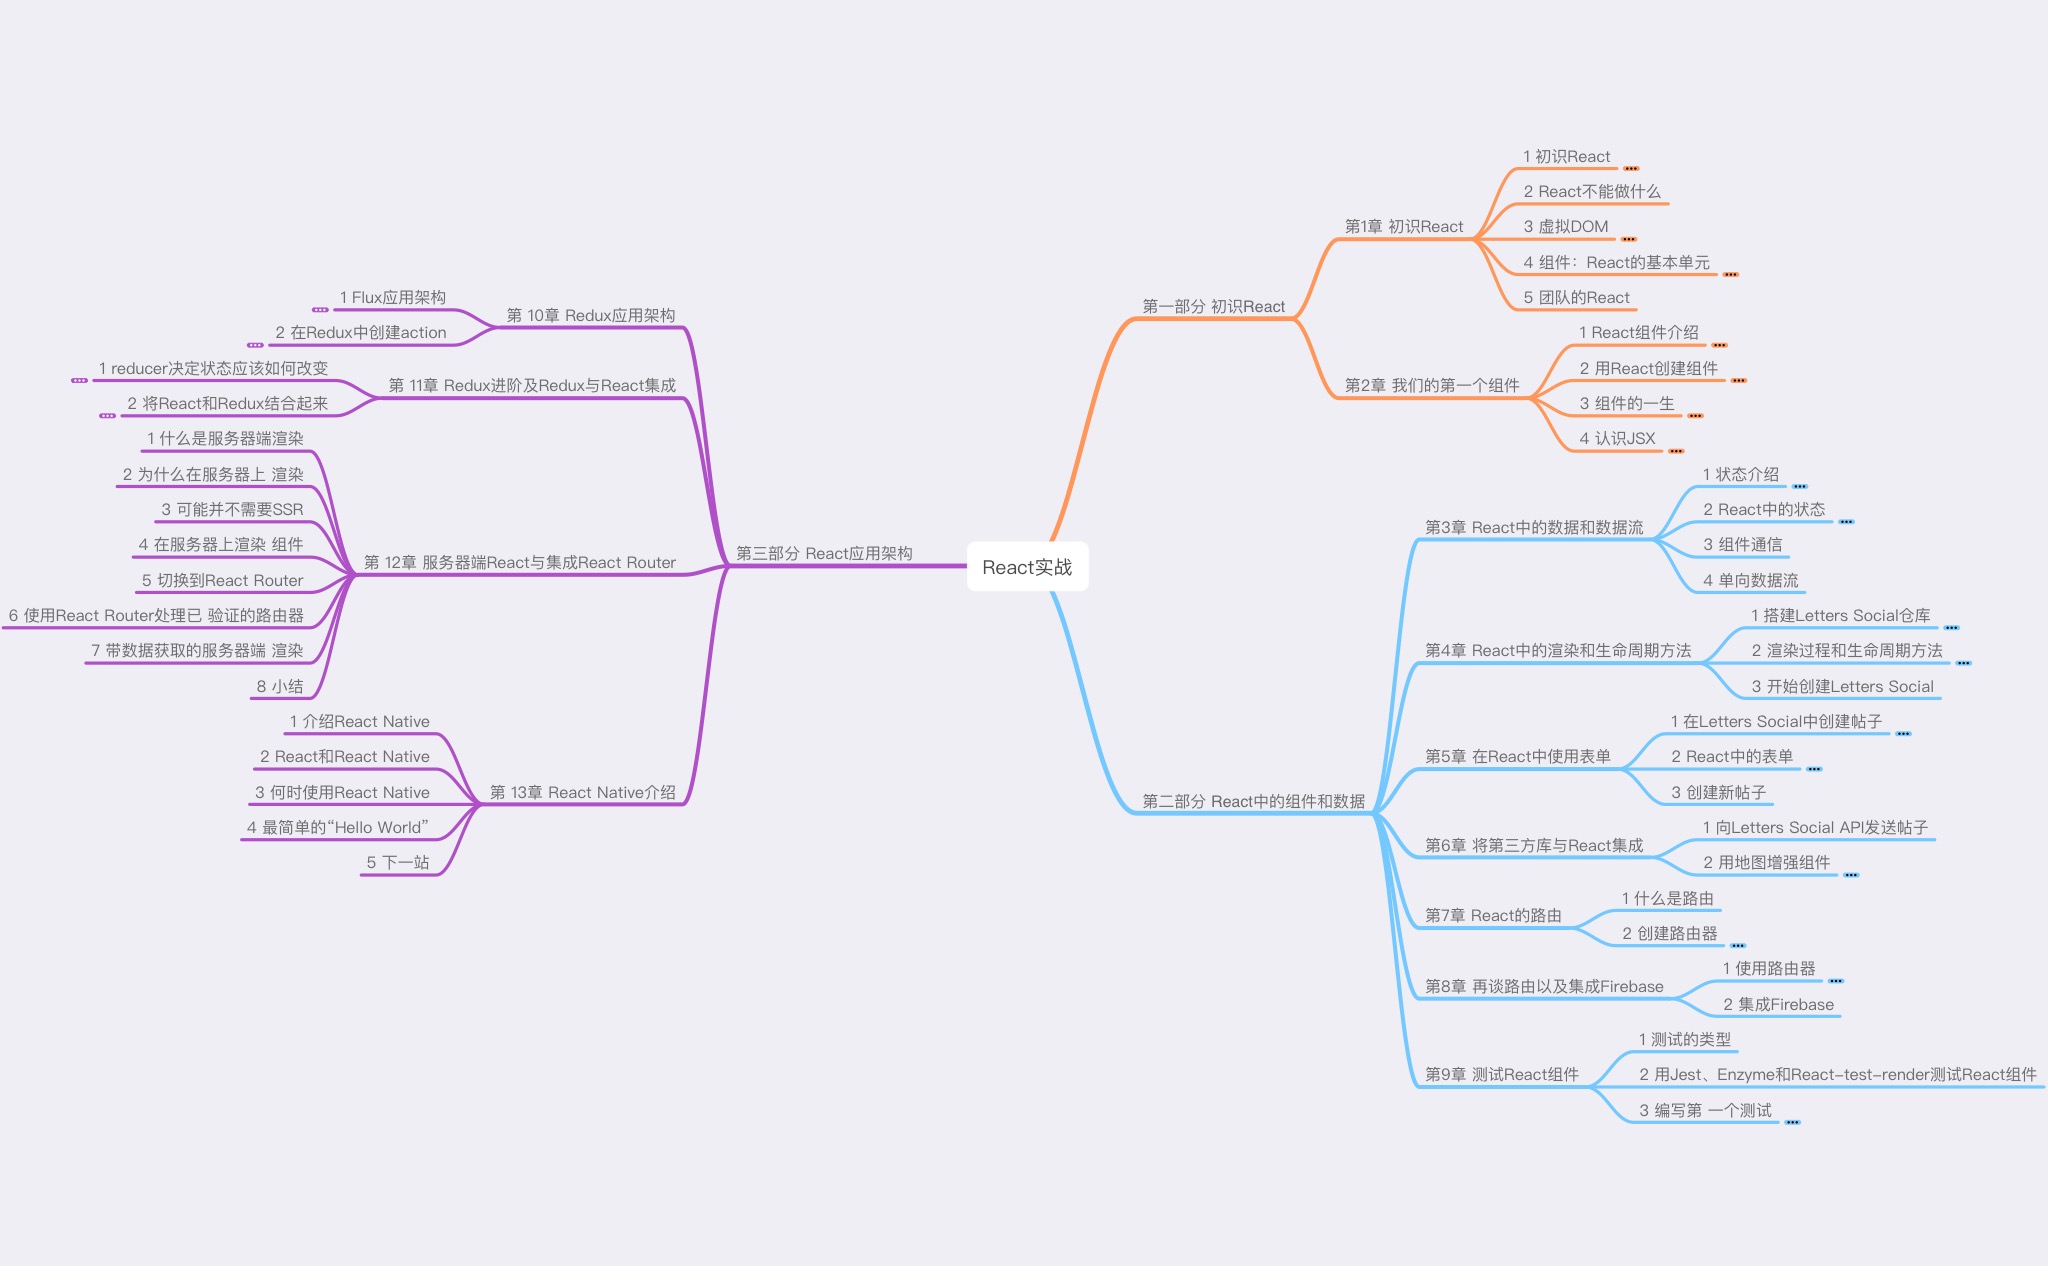 React实战
第一部分 初识React
第1章 初识React
1 初识React
2 React不能做什么
3 虚拟DOM
4 组件：React的基本单元
5 团队的React
第2章 我们的第一个组件
1 React组件介绍
2 用React创建组件
3 组件的一生
4 认识JSX
第二部分 React中的组件和数据
第3章 React中的数据和数据流
1 状态介绍
2 React中的状态
3 组件通信
4 单向数据流
第4章 React中的渲染和生命周期方法
1 搭建Letters Social仓库
2 渲染过程和生命周期方法
3 开始创建Letters Social
第5章 在React中使用表单
1 在Letters Social中创建帖子
2 React中的表单
3 创建新帖子
第6章 将第三方库与React集成
1 向Letters Social API发送帖子
2 用地图增强组件
第7章 React的路由
1 什么是路由
2 创建路由器
第8章 再谈路由以及集成Firebase
1 使用路由器
2 集成Firebase
第9章 测试React组件
1 测试的类型
2 用Jest、Enzyme和React-test-render测试React组件
3 编写第 一个测试
第三部分 React应用架构
第 10章 Redux应用架构
1 Flux应用架构
2 在Redux中创建action
第 11章 Redux进阶及Redux与React集成
1 reducer决定状态应该如何改变
2 将React和Redux结合起来
第 12章 服务器端React与集成React Router
1 什么是服务器端渲染
2 为什么在服务器上 渲染
3 可能并不需要SSR
4 在服务器上渲染 组件
5 切换到React Router
6 使用React Router处理已 验证的路由器
7 带数据获取的服务器端 渲染
8 小结
第 13章 React Native介绍
1 介绍React Native
2 React和React Native
3 何时使用React Native
4 最简单的“Hello World”
5 下一站